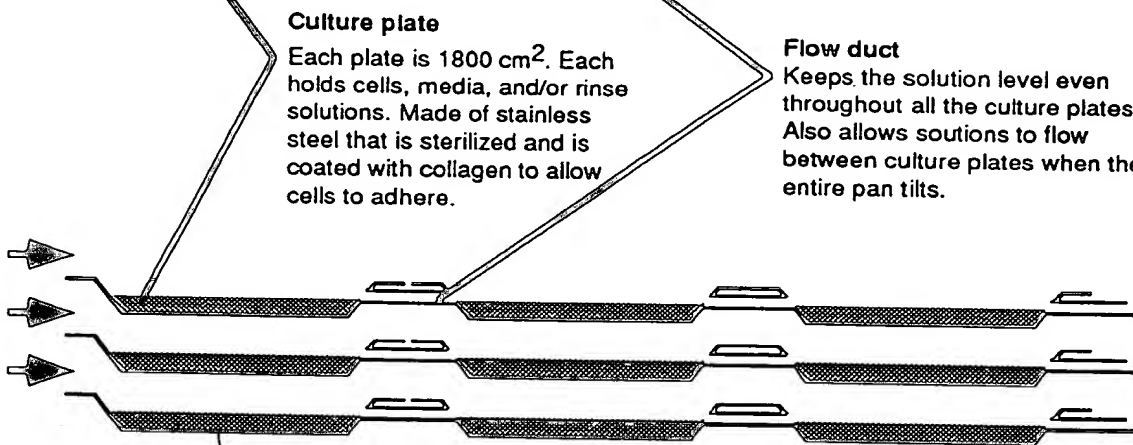 Culture plate
Each plate is 1800 cm2. Each
holds cells, media, and/or rinse
solutions. Made of stainless
steel that is sterilized and is
coated with collagen to allow
cells to adhere.
Flow duct
Keeps the solution level even
throughout all the culture plates
Also allows soutions to flow
between culture plates when the
entire pan tilts.